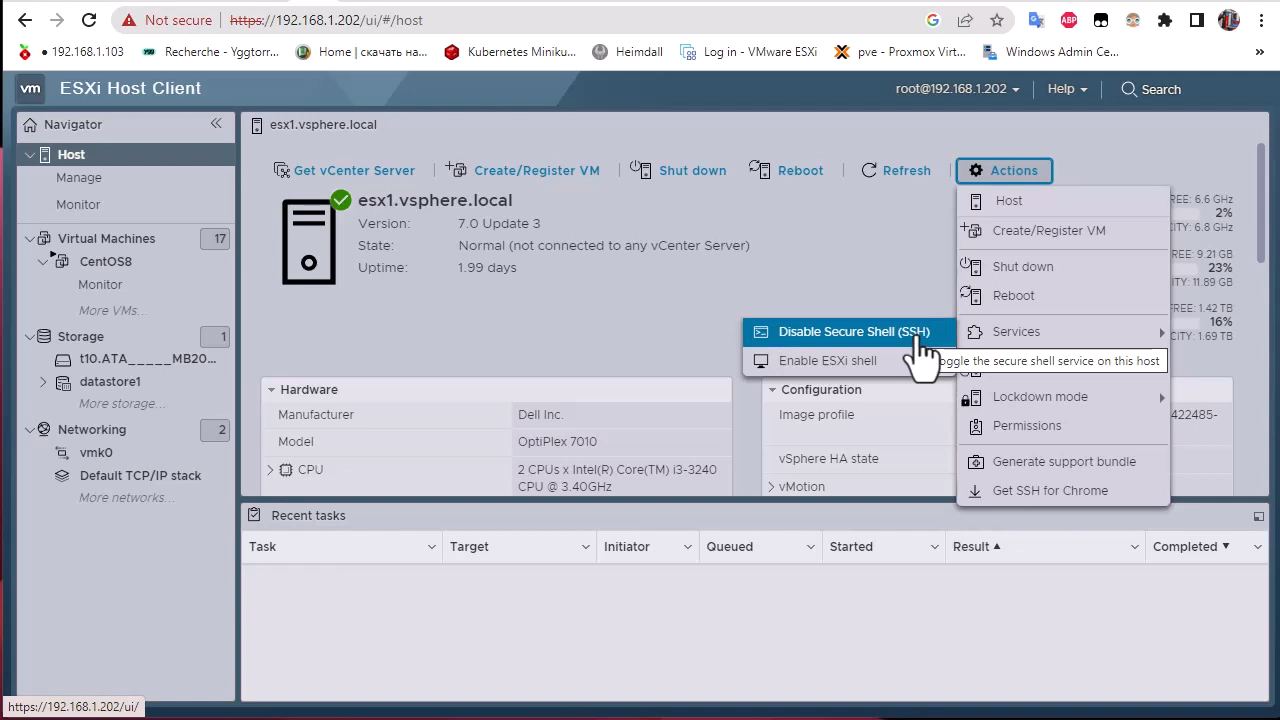 Not secure https://192.168.1.202/ui/#/host
ABP
192.168.1.103 Recherche - Yggtorr... Home | скачать на... Kubernetes Miniku... Heimdall Log in - VMware ESXi pve - Proxmox Virt... Windows Admin Ce... »
vm ESXi Host Client root@192.168.1.202 Help Search
Navigator
Host
Manage
Monitor
Virtual Machines 17
CentOS8
Monitor
More VMs...
Storage 1
t10.ATA_____MB20...
datastore1
More storage...
Networking 2
vmk0
Default TCP/IP stack
More networks...
esx1.vsphere.local
Get vCenter Server Create/Register VM Shut down Reboot Refresh Actions
esx1.vsphere.local
Version: 7.0 Update 3
State: Normal (not connected to any vCenter Server)
Uptime: 1.99 days
FREE: 6.6 GHz
2%
CITY: 6.8 GHz
FREE: 9.21 GB
23%
CITY: 11.89 GB
FREE: 1.42 TB
16%
CITY: 1.69 TB
Host
Create/Register VM
Shut down
Reboot
Services
Lockdown mode
Permissions
Generate support bundle
Get SSH for Chrome
Disable Secure Shell (SSH)
Enable ESXi shell
oggle the secure shell service on this host
Hardware
Manufacturer Dell Inc.
Model OptiPlex 7010
CPU 2 CPUs x Intel(R) Core(TM) i3-3240
CPU @ 3.40GHz
Configuration
Image profile 422485-
vSphere HA state
vMotion
Recent tasks
Task Target Initiator Queued Started Result Completed
https://192.168.1.202/ui/